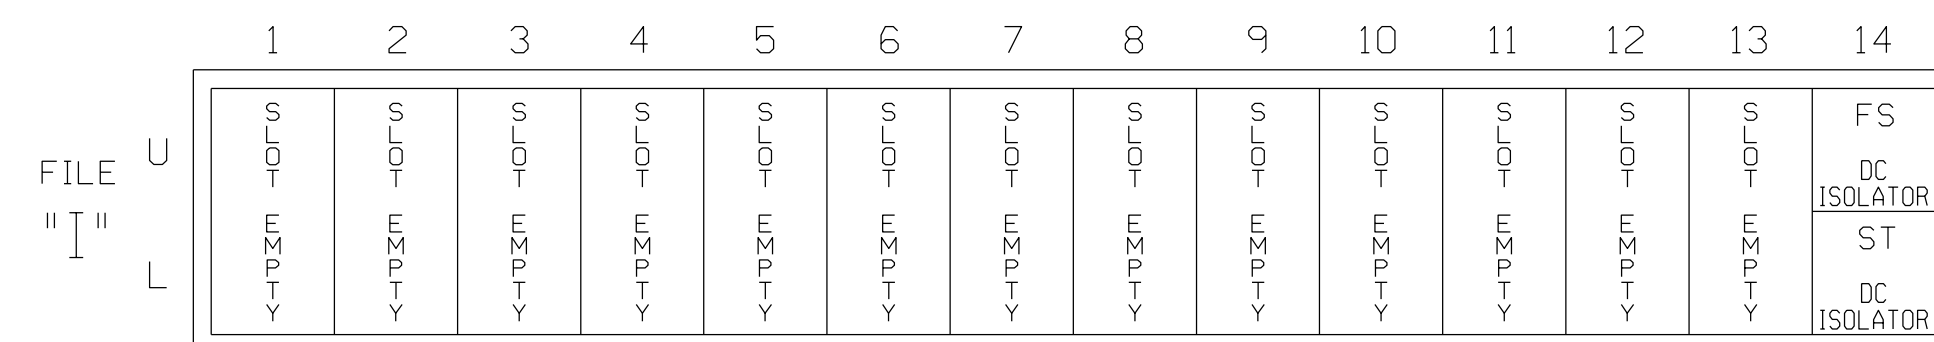 1 2 3 4 5 6 7 8 9 10 11 12 13 14
FILE
"I"
U
L
SLOT EMPTY
SLOT EMPTY
SLOT EMPTY
SLOT EMPTY
SLOT EMPTY
SLOT EMPTY
SLOT EMPTY
SLOT EMPTY
SLOT EMPTY
SLOT EMPTY
SLOT EMPTY
SLOT EMPTY
SLOT EMPTY
FS
DC
ISOLATOR
ST
DC
ISOLATOR